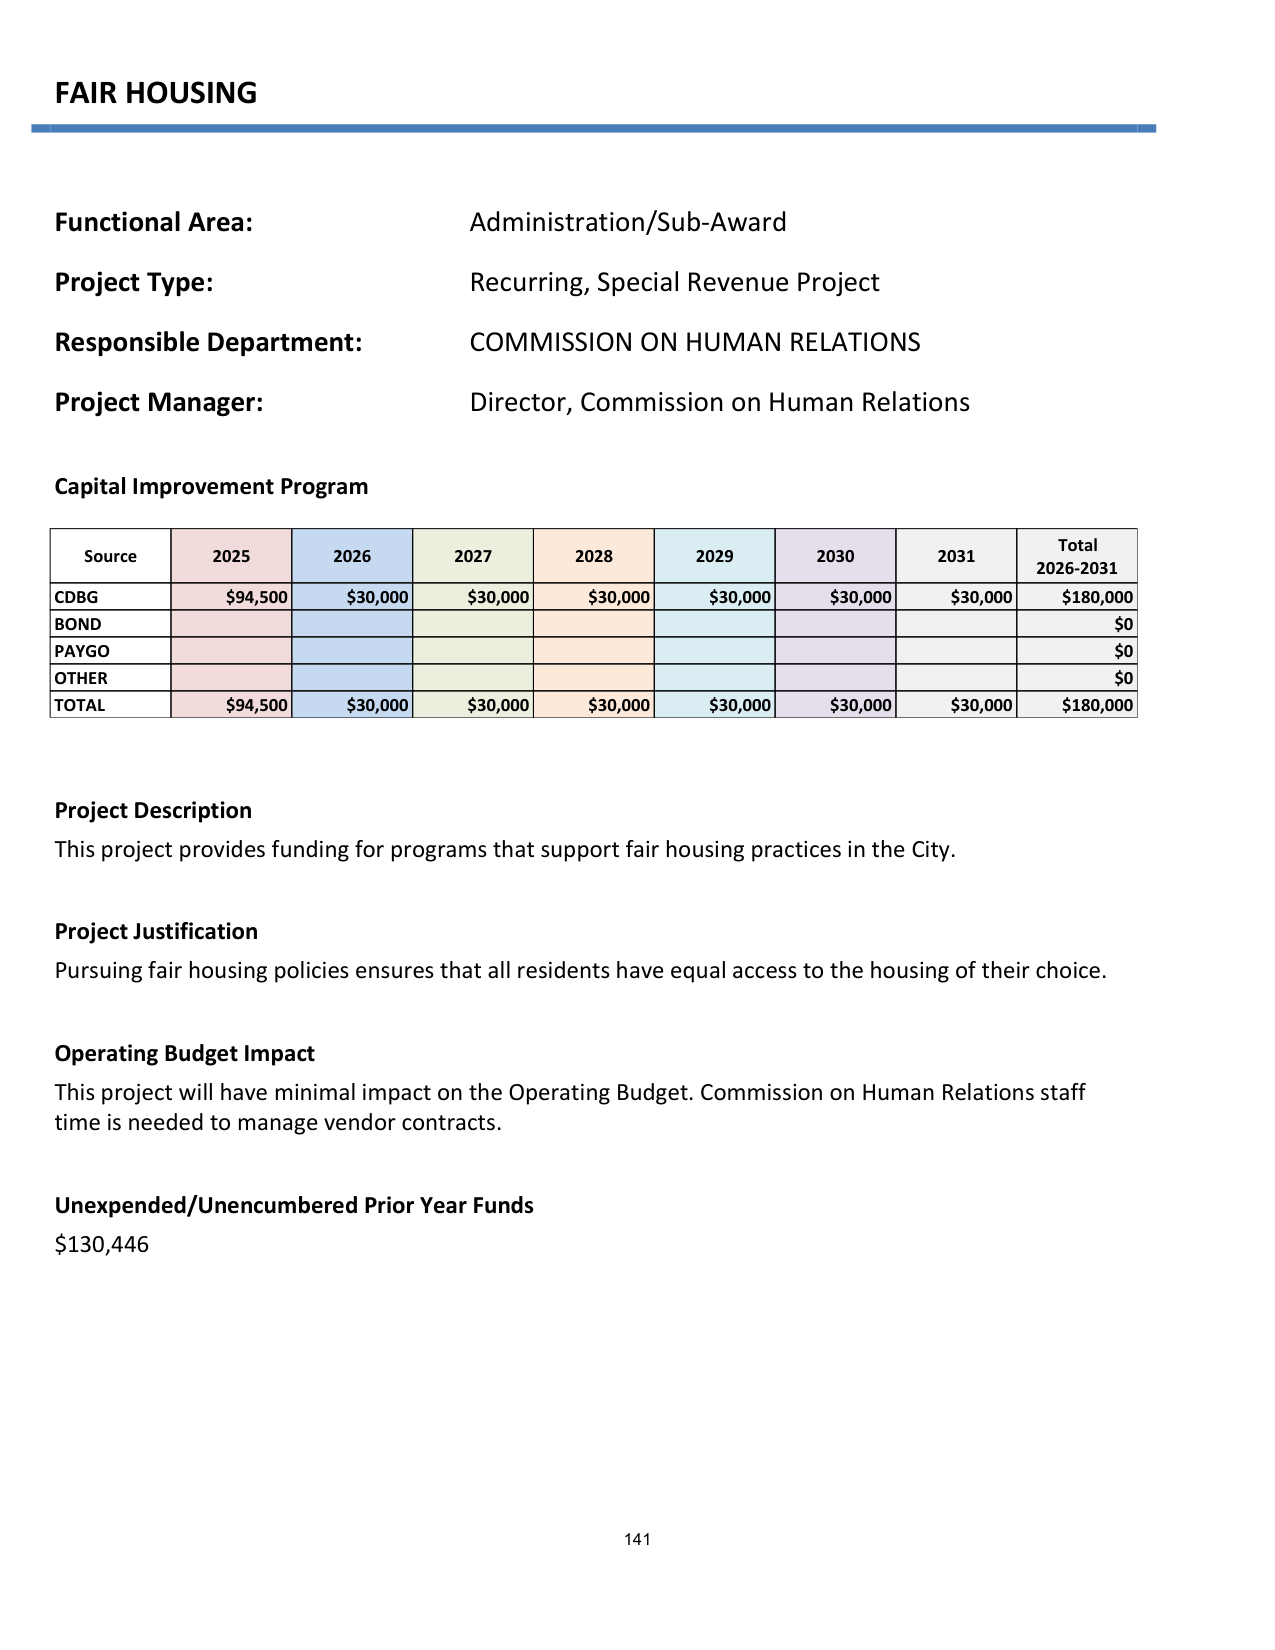 FAIR HOUSING
Functional Area: Administration/Sub-Award
Project Type: Recurring, Special Revenue Project
Responsible Department: COMMISSION ON HUMAN RELATIONS
Project Manager: Director, Commission on Human Relations
Capital Improvement Program
Source 2025 2026 2027 2028 2029 2030 2031 Total 2026-2031
CDBG $94,500 $30,000 $30,000 $30,000 $30,000 $30,000 $30,000 $180,000
BOND $0
PAYGO $0
OTHER $0
TOTAL $94,500 $30,000 $30,000 $30,000 $30,000 $30,000 $30,000 $180,000
Project Description
This project provides funding for programs that support fair housing practices in the City.
Project Justification
Pursuing fair housing policies ensures that all residents have equal access to the housing of their choice.
Operating Budget Impact
This project will have minimal impact on the Operating Budget. Commission on Human Relations staff
time is needed to manage vendor contracts.
Unexpended/Unencumbered Prior Year Funds
$130,446
141